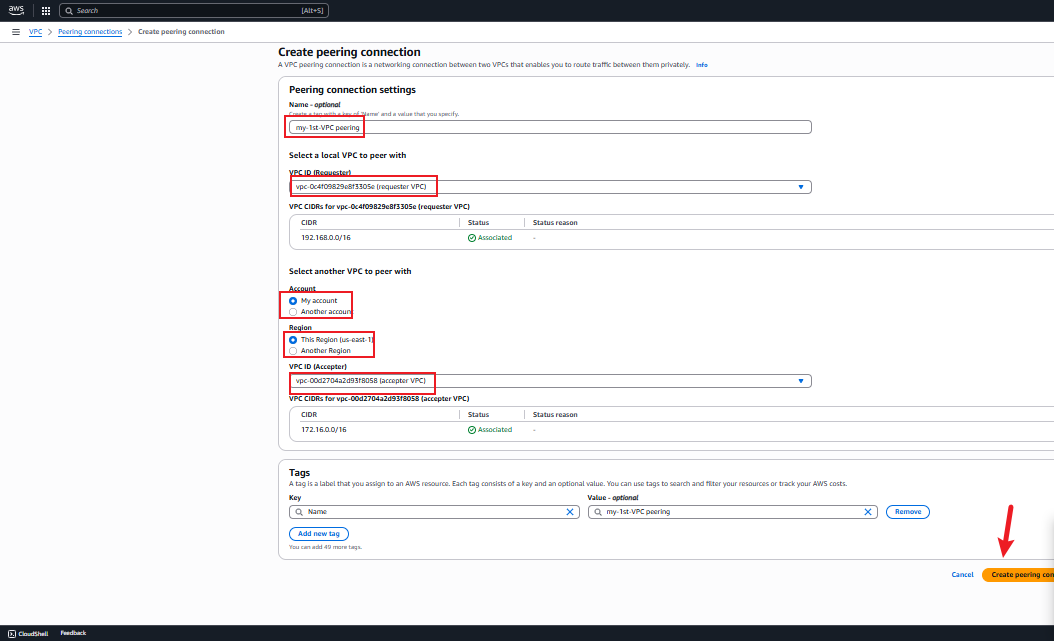 aws Search [Alt+S]
VPC > Peering connections > Create peering connection
Create peering connection
A VPC peering connection is a networking connection between two VPCs that enables you to route traffic between them privately. Info
Peering connection settings
Name - optional
Create a tag with a key of 'Name' and a value that you specify.
my-1st-VPC peering
Select a local VPC to peer with
VPC ID (Requester)
vpc-0c4f09829e8f3305e (requester VPC)
VPC CIDRs for vpc-0c4f09829e8f3305e (requester VPC)
CIDR Status Status reason
192.168.0.0/16 Associated -
Select another VPC to peer with
Account
My account
Another account
Region
This Region (us-east-1)
Another Region
VPC ID (Accepter)
vpc-00d2704a2d93f8058 (accepter VPC)
VPC CIDRs for vpc-00d2704a2d93f8058 (accepter VPC)
CIDR Status Status reason
172.16.0.0/16 Associated -
Tags
A tag is a label that you assign to an AWS resource. Each tag consists of a key and an optional value. You can use tags to search and filter your resources or track your AWS costs.
Key Value - optional
Name my-1st-VPC peering Remove
Add new tag
You can add 49 more tags.
Cancel Create peering con
CloudShell Feedback